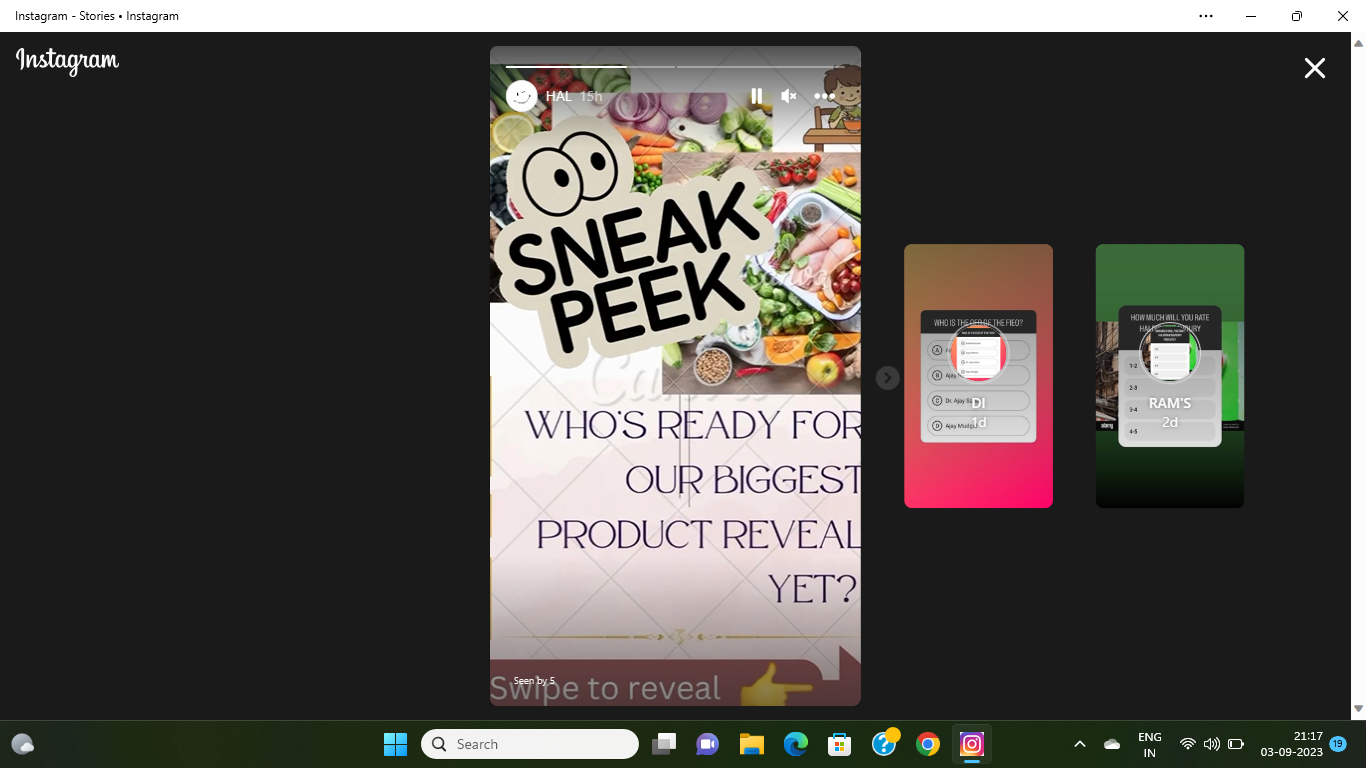 Instagram - Stories • Instagram
Instagram
HAL 15h
SNEAK
PEEK
WHO'S READY FOR
OUR BIGGEST
PRODUCT REVEAL
YET?
Seen by 5
Swipe to reveal
WHO IS THE OF THE FIEO?
A
B Ajay
C Dr. Ajay
D Ajay
DI
1d
HOW MUCH WILL YOU RATE
1-2
2-3
3-4
4-5
RAM'S
2d
alamy
Search
ENG
IN
21:17
03-09-2023
19